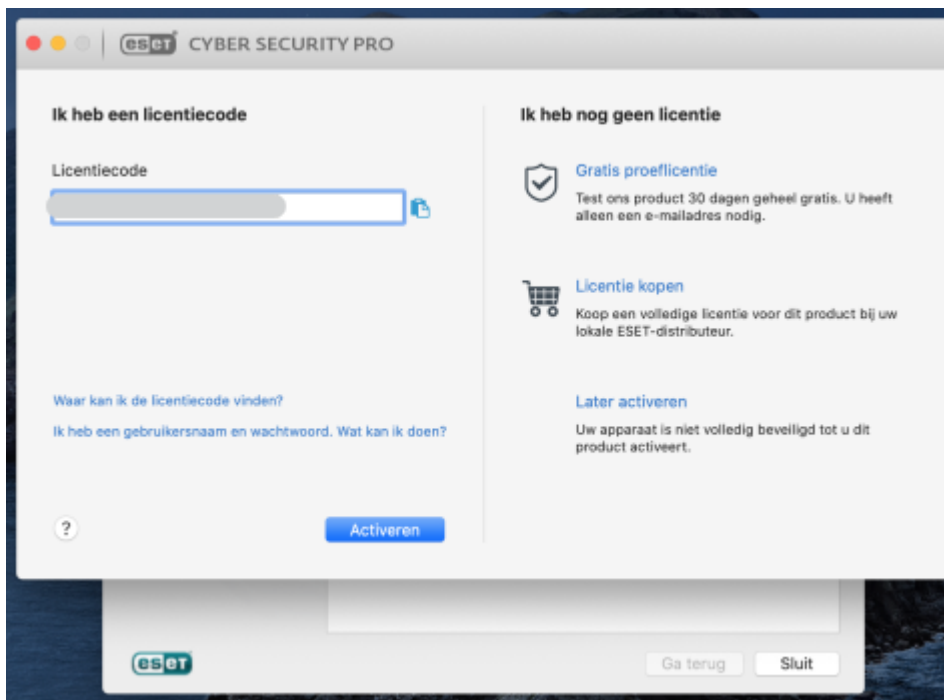 eseT CYBER SECURITY PRO
Ik heb een licentiecode
Licentiecode
Waar kan ik de licentiecode vinden?
Ik heb een gebruikersnaam en wachtwoord. Wat kan ik doen?
?
Activeren
Ik heb nog geen licentie
Gratis proeflicentie
Test ons product 30 dagen geheel gratis. U heeft
alleen een e-mailadres nodig.
Licentie kopen
Koop een volledige licentie voor dit product bij uw
lokale ESET-distributeur.
Later activeren
Uw apparaat is niet volledig beveiligd tot u dit
product activeert.
eseT
Ga terug
Sluit